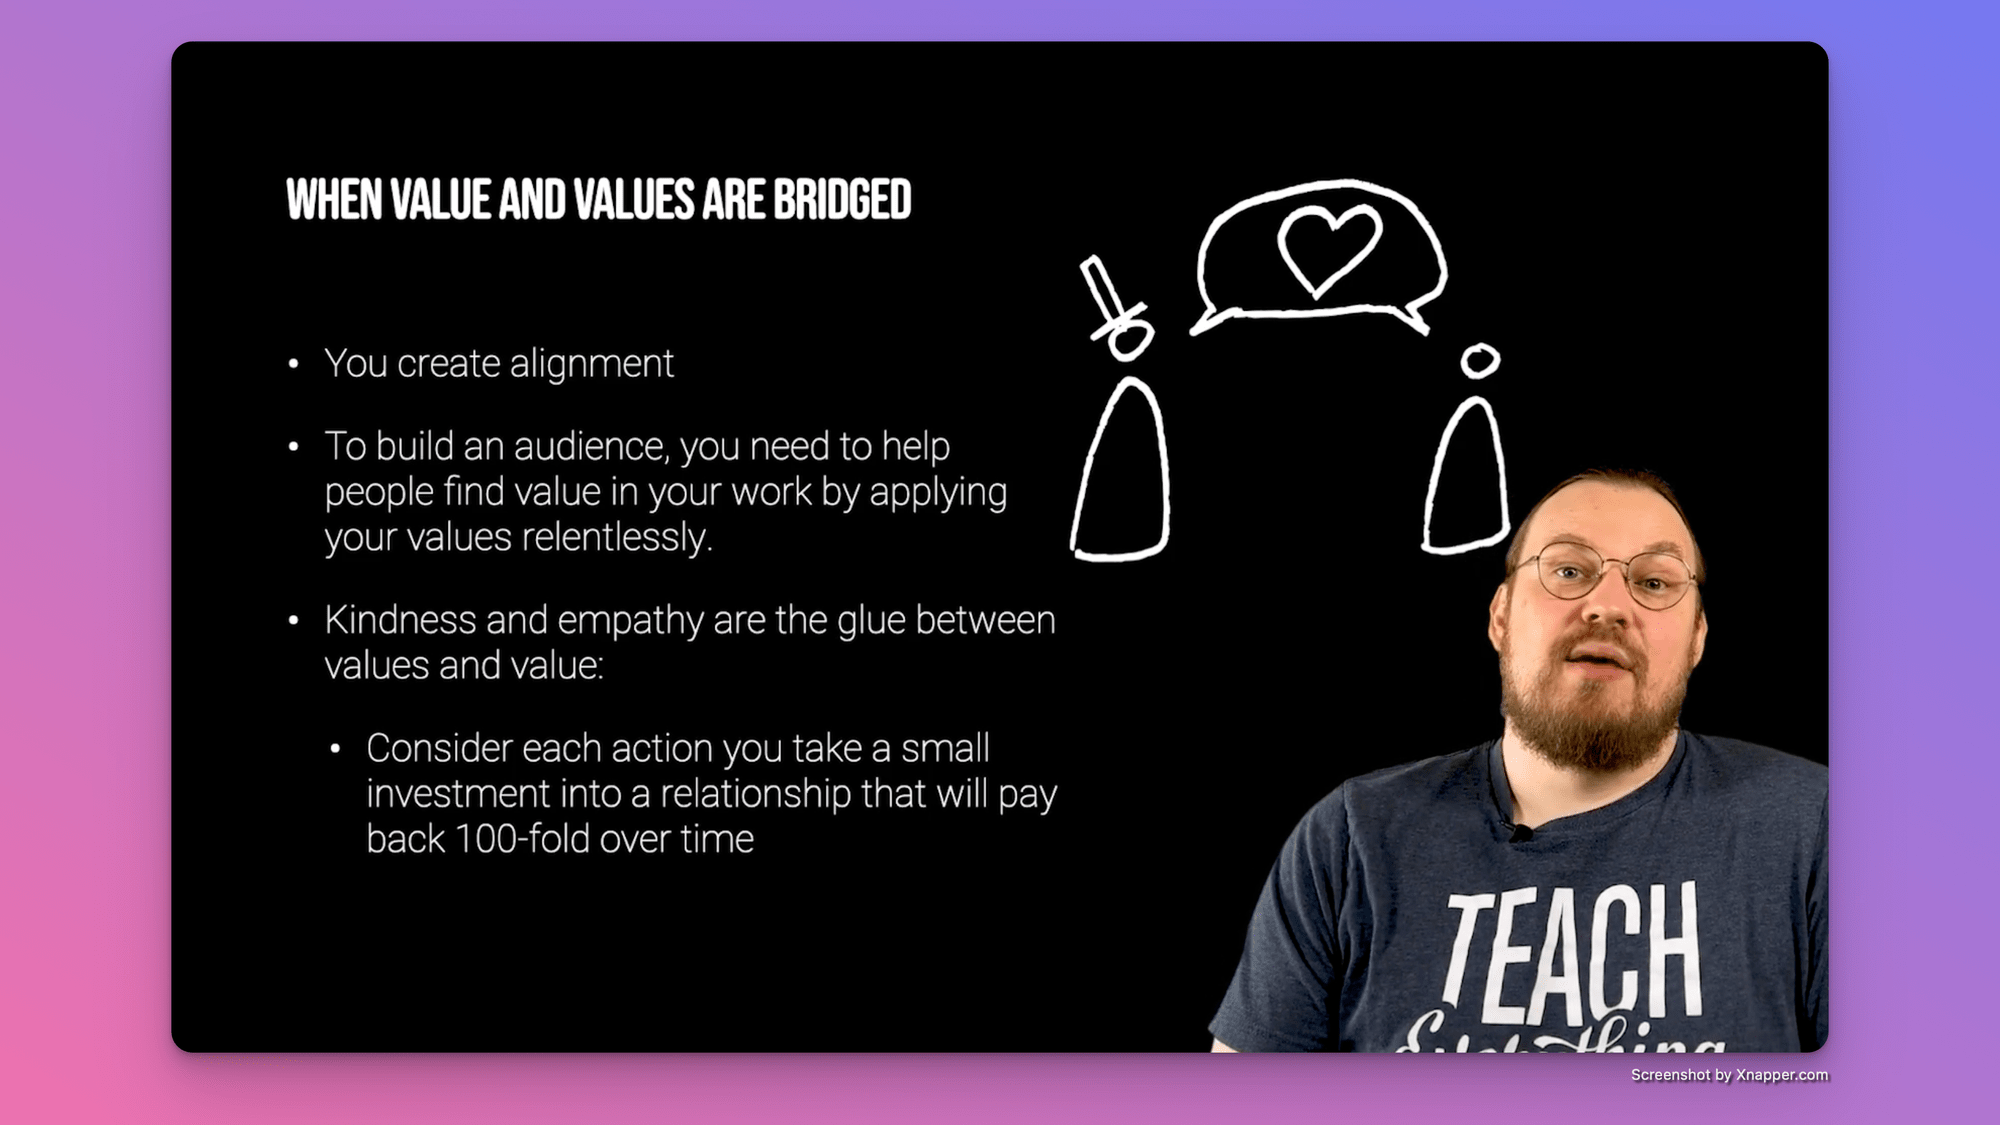 WHEN VALUE AND VALUES ARE BRIDGED
• You create alignment
• To build an audience, you need to help
people find value in your work by applying
your values relentlessly.
• Kindness and empathy are the glue between
values and value:
• Consider each action you take a small
investment into a relationship that will pay
back 100-fold over time
TEACH
Everything
Screenshot by Xnapper.com